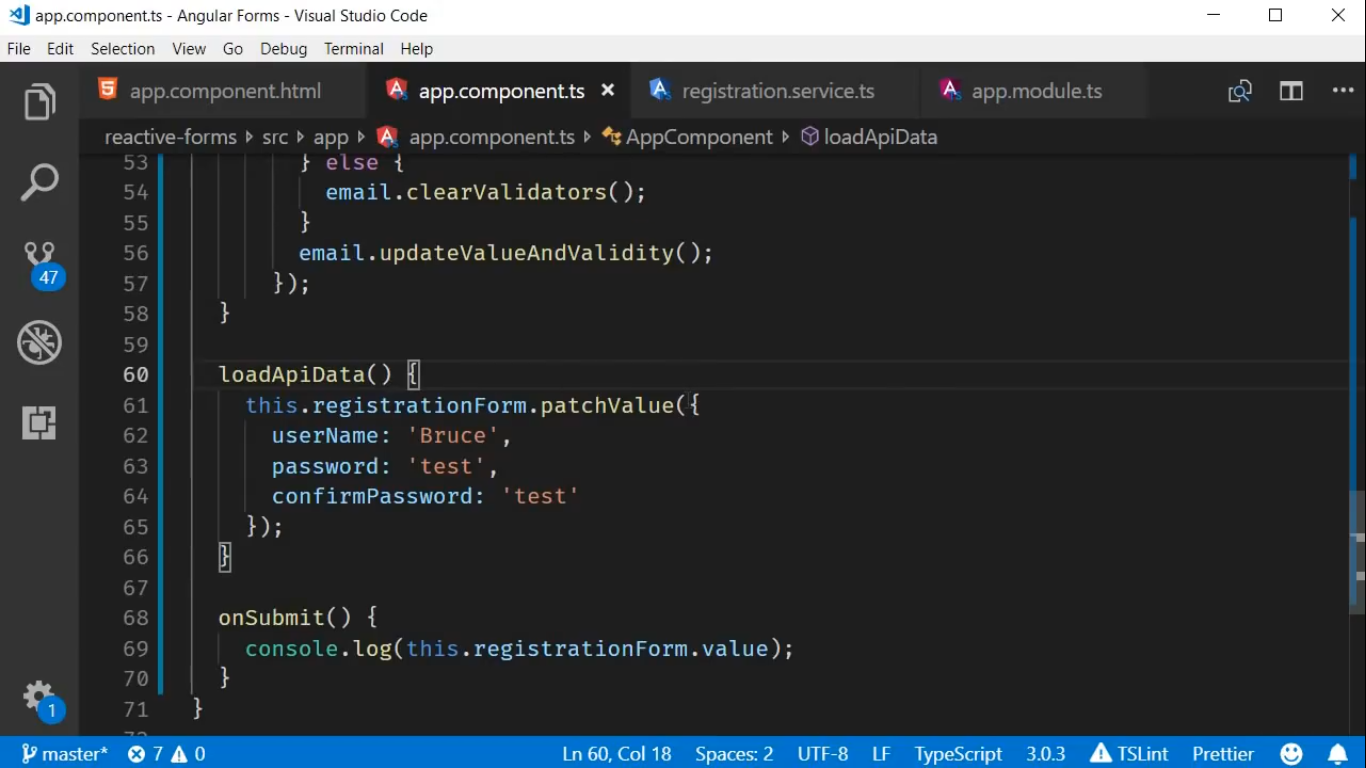 app.component.ts - Angular Forms - Visual Studio Code
File Edit Selection View Go Debug Terminal Help
app.component.html app.component.ts registration.service.ts app.module.ts
reactive-forms src app app.component.ts AppComponent loadApiData
53 } else {
54 email.clearValidators();
55 }
56 email.updateValueAndValidity();
57 });
58 }
59
60 loadApiData() {
61 this.registrationForm.patchValue({
62 userName: 'Bruce',
63 password: 'test',
64 confirmPassword: 'test'
65 });
66 }
67
68 onSubmit() {
69 console.log(this.registrationForm.value);
70 }
71 }
47
1
master* 7 0 Ln 60, Col 18 Spaces: 2 UTF-8 LF TypeScript 3.0.3 TSLint Prettier